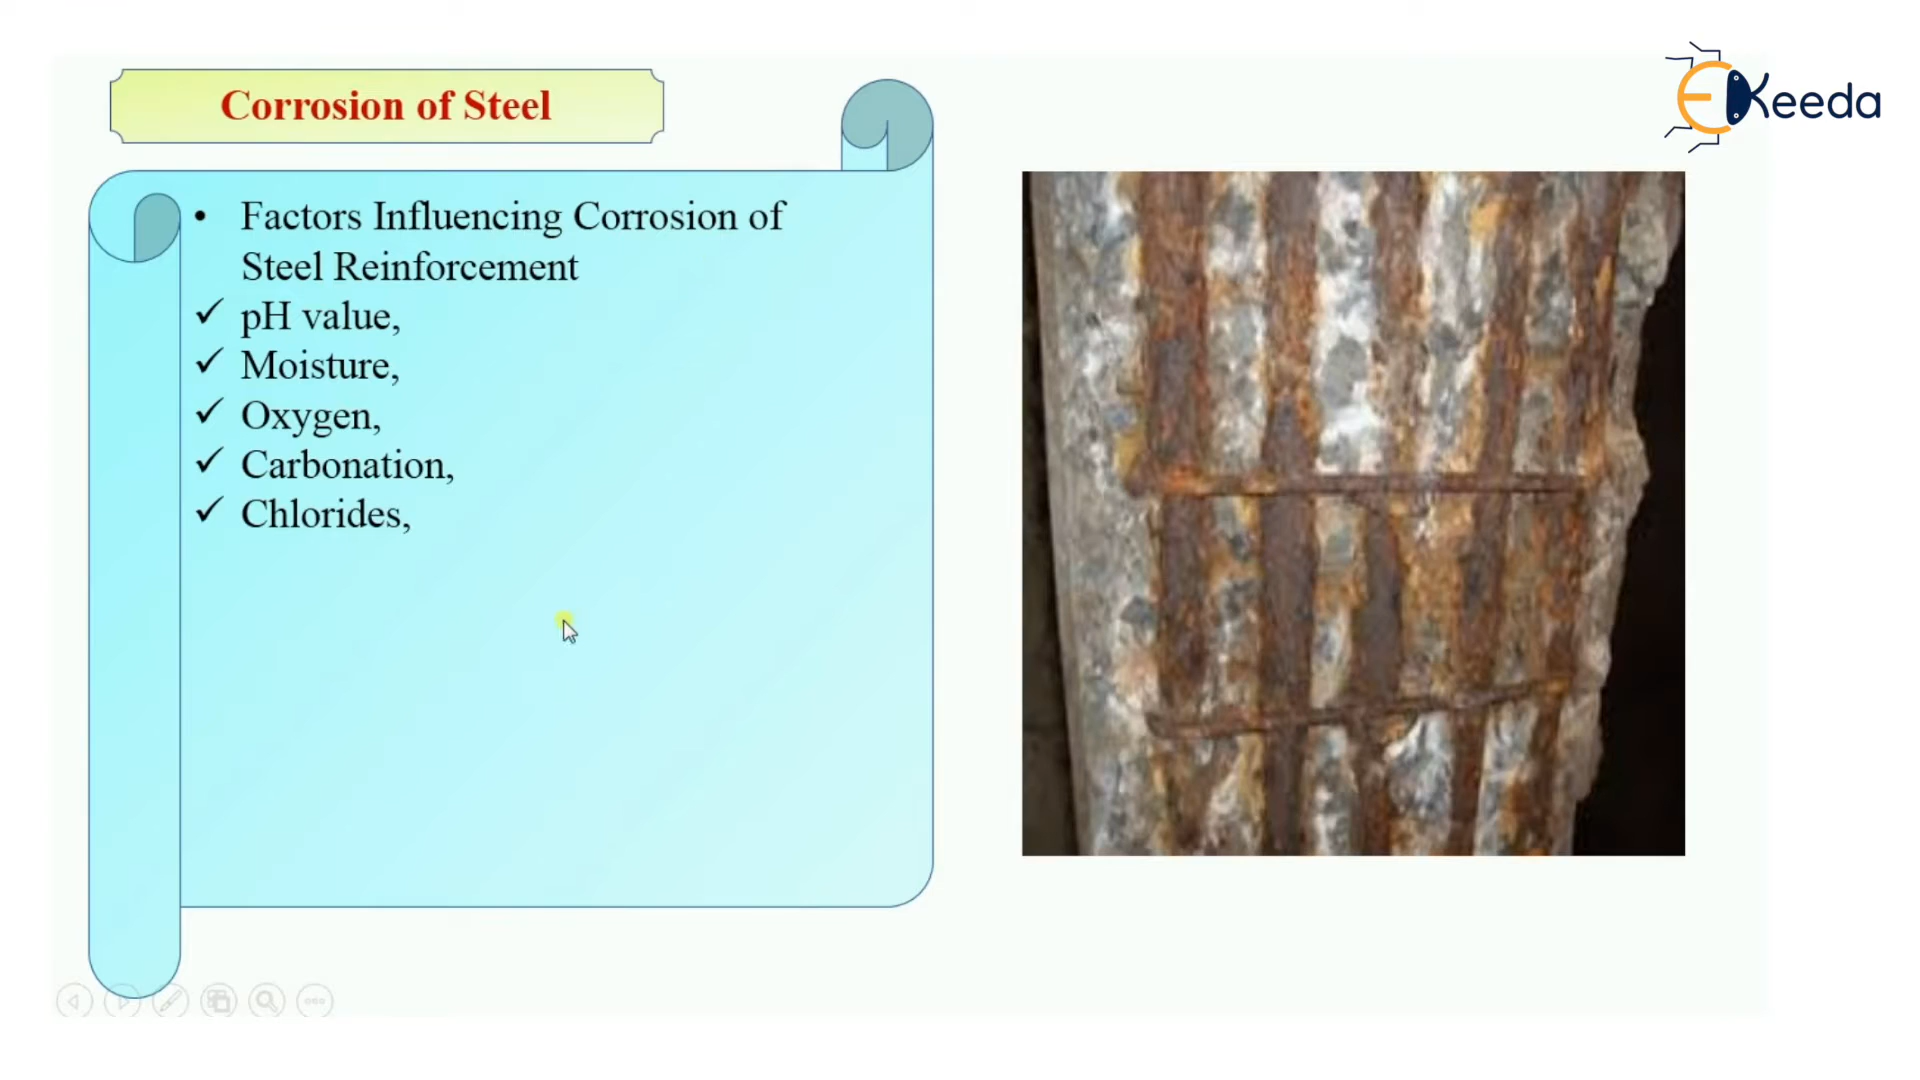 Corrosion of Steel
EKeeda
• Factors Influencing Corrosion of
Steel Reinforcement
✓ pH value,
✓ Moisture,
✓ Oxygen,
✓ Carbonation,
✓ Chlorides,